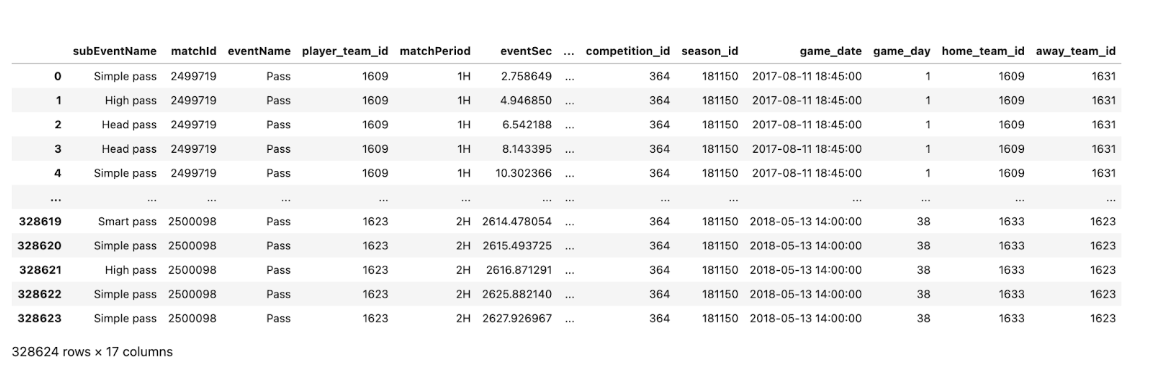 subEventName matchId eventName player_team_id matchPeriod eventSec ... competition_id season_id game_date game_day home_team_id away_team_id
0 Simple pass 2499719 Pass 1609 1H 2.758649 ... 364 181150 2017-08-11 18:45:00 1 1609 1631
1 High pass 2499719 Pass 1609 1H 4.946850 ... 364 181150 2017-08-11 18:45:00 1 1609 1631
2 Head pass 2499719 Pass 1609 1H 6.542188 ... 364 181150 2017-08-11 18:45:00 1 1609 1631
3 Head pass 2499719 Pass 1609 1H 8.143395 ... 364 181150 2017-08-11 18:45:00 1 1609 1631
4 Simple pass 2499719 Pass 1609 1H 10.302366 ... 364 181150 2017-08-11 18:45:00 1 1609 1631
... ... ... ... ... ... ... ... ... ... ... ... ... ...
328619 Smart pass 2500098 Pass 1623 2H 2614.478054 ... 364 181150 2018-05-13 14:00:00 38 1633 1623
328620 Simple pass 2500098 Pass 1623 2H 2615.493725 ... 364 181150 2018-05-13 14:00:00 38 1633 1623
328621 High pass 2500098 Pass 1623 2H 2616.871291 ... 364 181150 2018-05-13 14:00:00 38 1633 1623
328622 Simple pass 2500098 Pass 1623 2H 2625.882140 ... 364 181150 2018-05-13 14:00:00 38 1633 1623
328623 Simple pass 2500098 Pass 1623 2H 2627.926967 ... 364 181150 2018-05-13 14:00:00 38 1633 1623
328624 rows × 17 columns